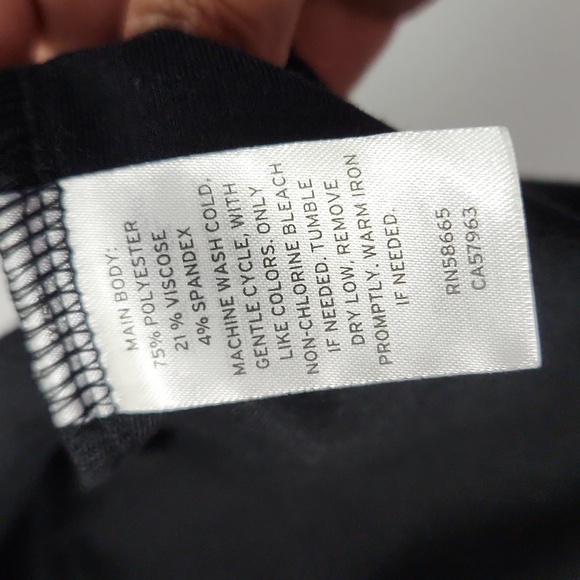 MAIN BODY:
75% POLYESTER
21 % VISCOSE
4% SPANDEX
MACHINE WASH COLD,
GENTLE CYCLE, WITH
LIKE COLORS. ONLY
NON-CHLORINE BLEACH
IF NEEDED. TUMBLE
DRY LOW, REMOVE
PROMPTLY. WARM IRON
IF NEEDED.
RN58665
CA57963